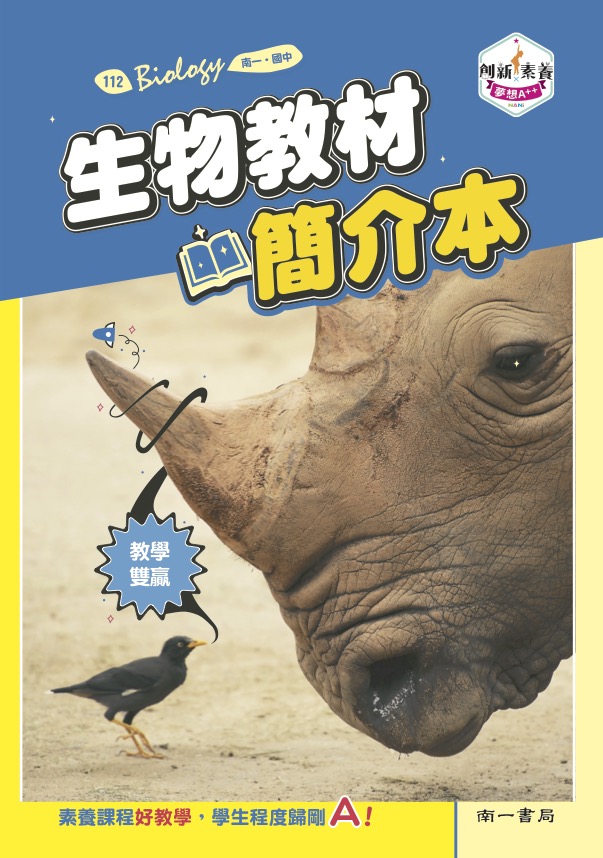 112 Biology 南一・國中
創新素養
夢想A++
HANi
生物教材
簡介本
教學
雙贏
素養課程好教學，學生程度歸剛A！
南一書局